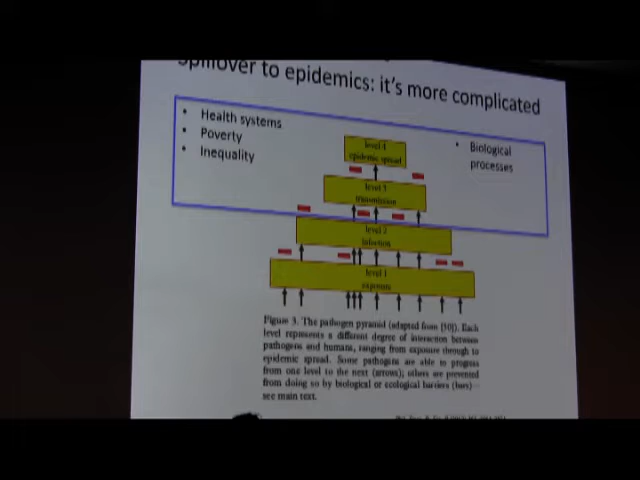 Spillover to epidemics: it's more complicated
• Health systems
• Poverty
• Inequality
• Biological
processes
level 4
epidemic spread
level 3
transmission
level 2
infection
level 1
exposure
Figure 3. The pathogen pyramid (adapted from [30]). Each
level represents a different degree of interaction between
pathogens and humans, ranging from exposure through to
epidemic spread. Some pathogens are able to progress
from one level to the next (arrows); others are prevented
from doing so by biological or ecological barriers (bars)—
see main text.